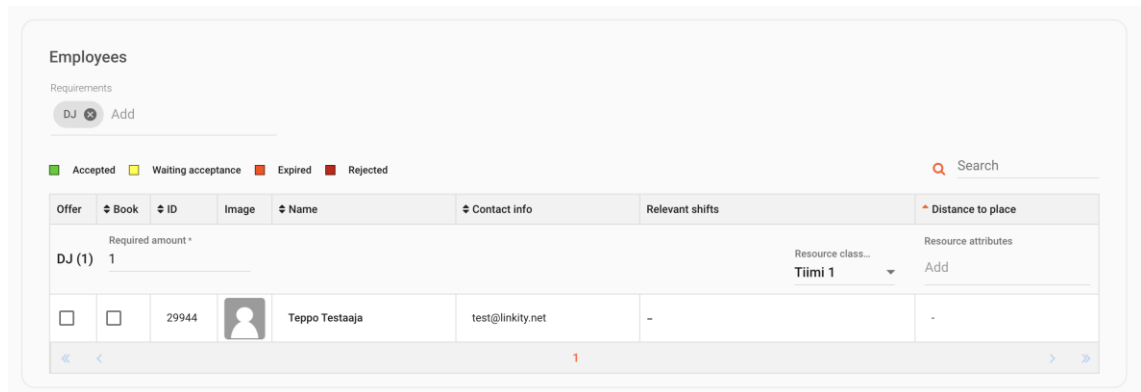 Employees
Requirements
DJ Add
Accepted Waiting acceptance Expired Rejected Search
Offer Book ID Image Name Contact info Relevant shifts Distance to place
Required amount * Resource class... Resource attributes
DJ (1) 1 Tiimi 1 Add
29944 Teppo Testaaja test@linkity.net - -
« < 1 > »